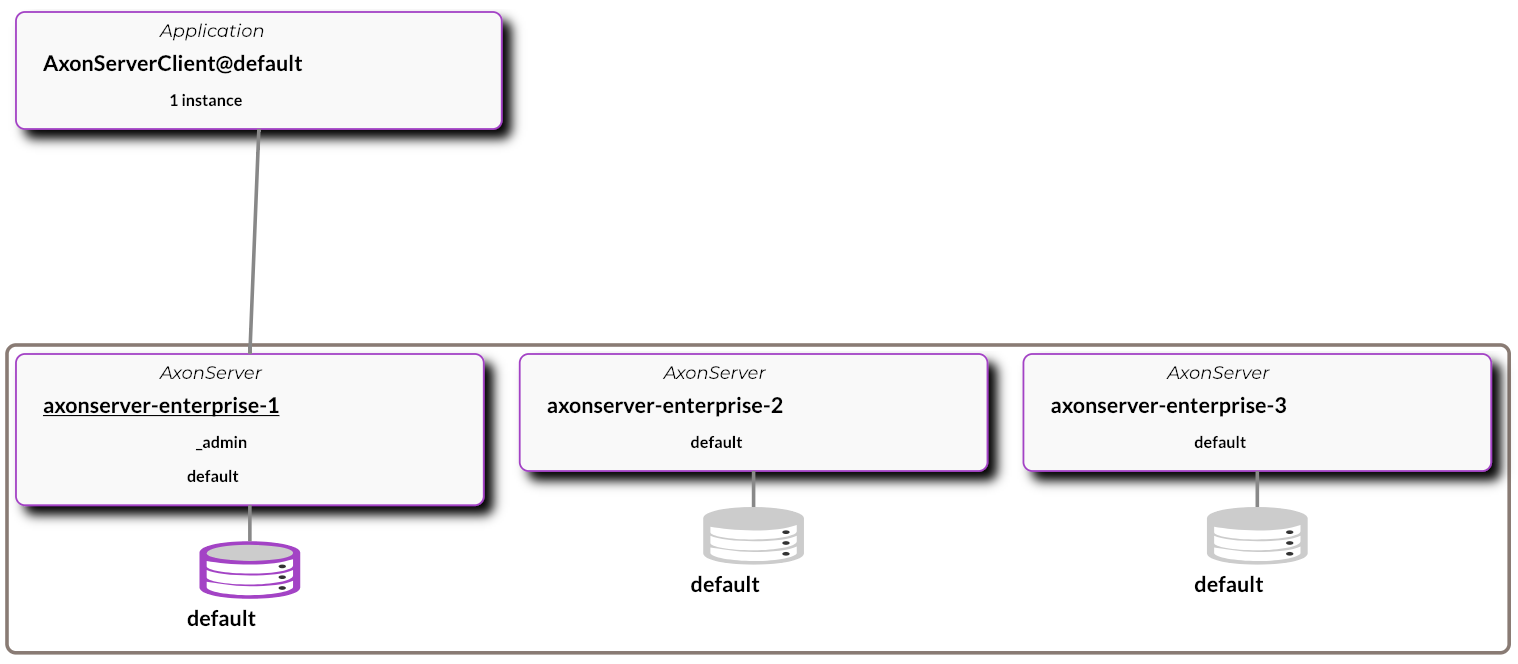 Application
AxonServerClient@default
1 instance
AxonServer
axonserver-enterprise-1
_admin
default
default
AxonServer
axonserver-enterprise-2
default
default
AxonServer
axonserver-enterprise-3
default
default